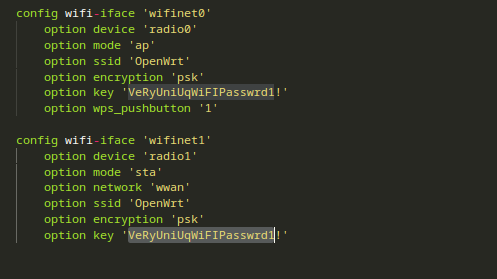 config wifi-iface 'wifinet0'
option device 'radio0'
option mode 'ap'
option ssid 'OpenWrt'
option encryption 'psk'
option key 'VeRyUniUqWiFIPasswrd1!'
option wps_pushbutton '1'
config wifi-iface 'wifinet1'
option device 'radio1'
option mode 'sta'
option network 'wwan'
option ssid 'OpenWrt'
option encryption 'psk'
option key 'VeRyUniUqWiFIPasswrd1!'